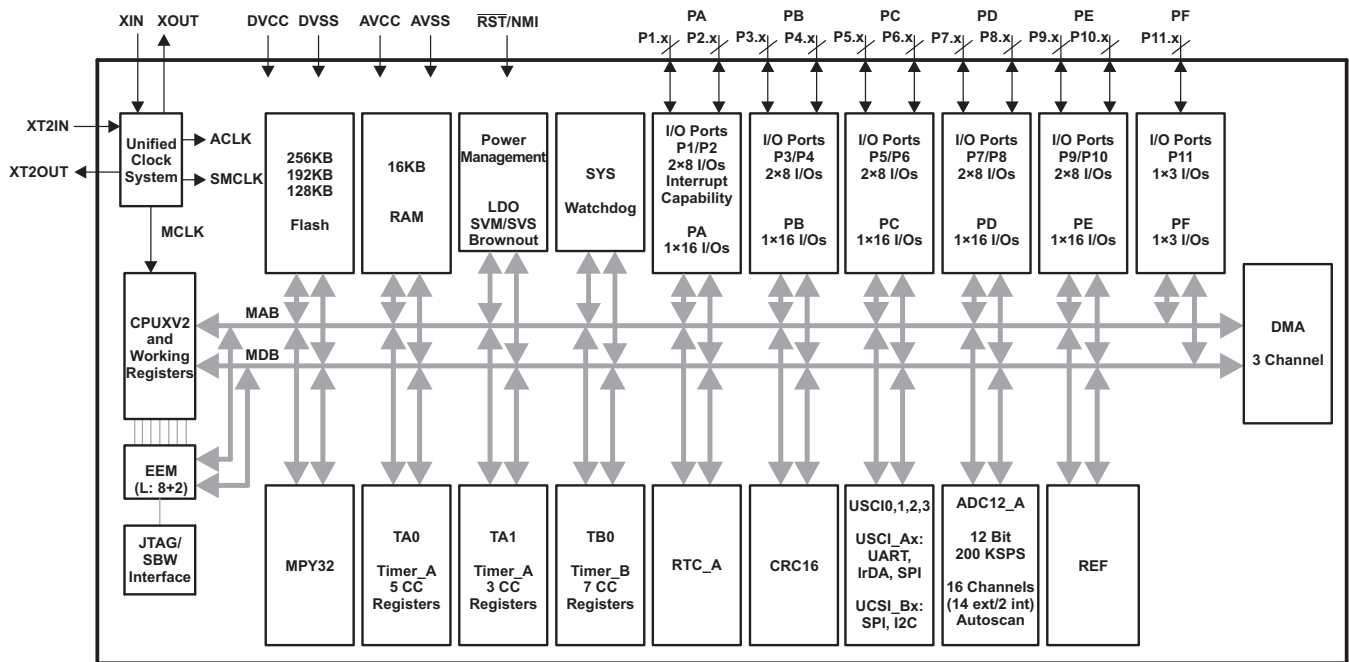 XIN XOUT DVCC DVSS AVCC AVSS RST/NMI PA PB PC PD PE PF
P1.x P2.x P3.x P4.x P5.x P6.x P7.x P8.x P9.x P10.x P11.x
XT2IN
XT2OUT
Unified
Clock
System
ACLK
SMCLK
MCLK
256KB
192KB
128KB
Flash
16KB
RAM
Power
Management
LDO
SVM/SVS
Brownout
SYS
Watchdog
I/O Ports
P1/P2
2×8 I/Os
Interrupt
Capability
PA
1×16 I/Os
I/O Ports
P3/P4
2×8 I/Os
PB
1×16 I/Os
I/O Ports
P5/P6
2×8 I/Os
PC
1×16 I/Os
I/O Ports
P7/P8
2×8 I/Os
PD
1×16 I/Os
I/O Ports
P9/P10
2×8 I/Os
PE
1×16 I/Os
I/O Ports
P11
1×3 I/Os
PF
1×3 I/Os
CPUXV2
and
Working
Registers
MAB
MDB
DMA
3 Channel
EEM
(L: 8+2)
JTAG/
SBW
Interface
MPY32
TA0
Timer_A
5 CC
Registers
TA1
Timer_A
3 CC
Registers
TB0
Timer_B
7 CC
Registers
RTC_A
CRC16
USCI0,1,2,3
USCI_Ax:
UART,
IrDA, SPI
UCSI_Bx:
SPI, I2C
ADC12_A
12 Bit
200 KSPS
16 Channels
(14 ext/2 int)
Autoscan
REF